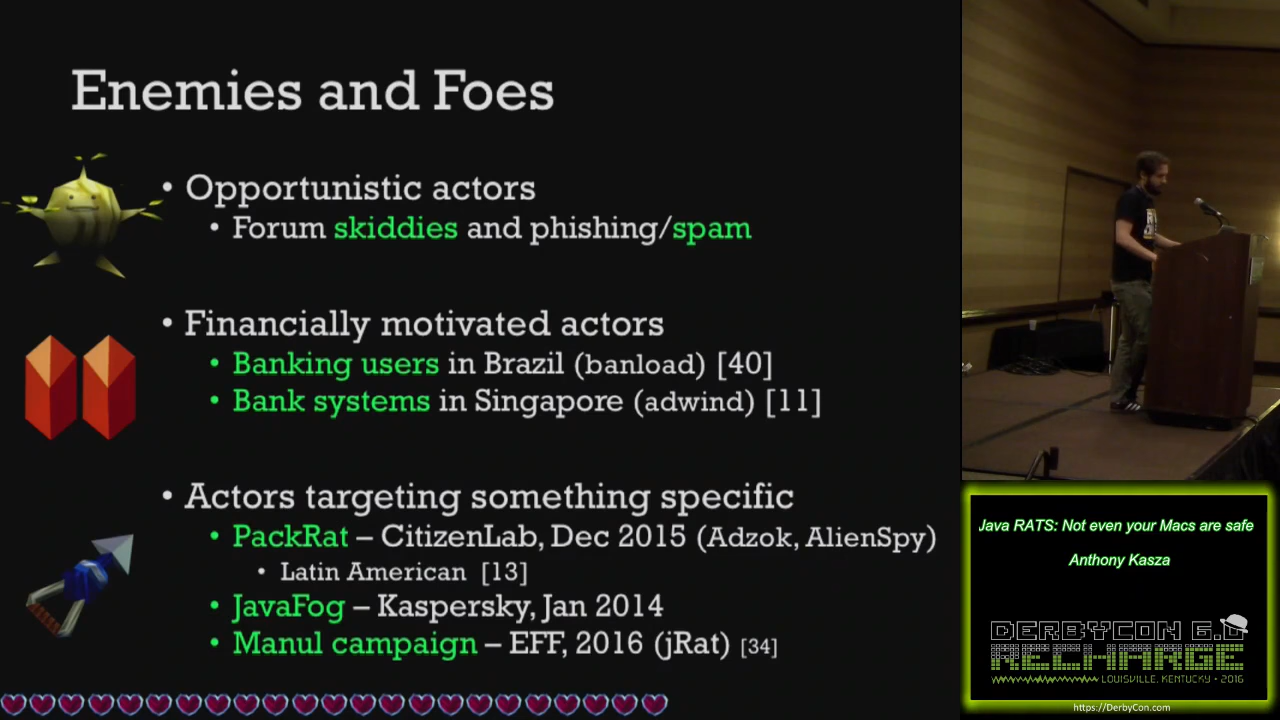 Enemies and Foes
• Opportunistic actors
• Forum skiddies and phishing/spam
• Financially motivated actors
• Banking users in Brazil (banload) [40]
• Bank systems in Singapore (adwind) [11]
• Actors targeting something specific
• PackRat – CitizenLab, Dec 2015 (Adzok, AlienSpy)
• Latin American [13]
• JavaFog – Kaspersky, Jan 2014
• Manul campaign – EFF, 2016 (jRat) [34]
Java RATS: Not even your Macs are safe
Anthony Kasza
DERBYCON 6.0
RECHARGE
LOUISVILLE, KENTUCKY • 2016
https://DerbyCon.com